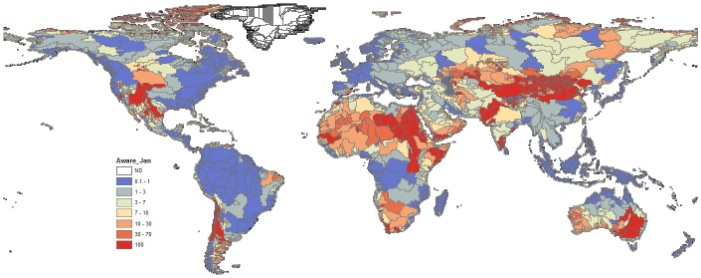 Aware_Jan
ND
0.1 - 1
1 - 3
3 - 7
7 - 10
10 - 30
30 - 70
100